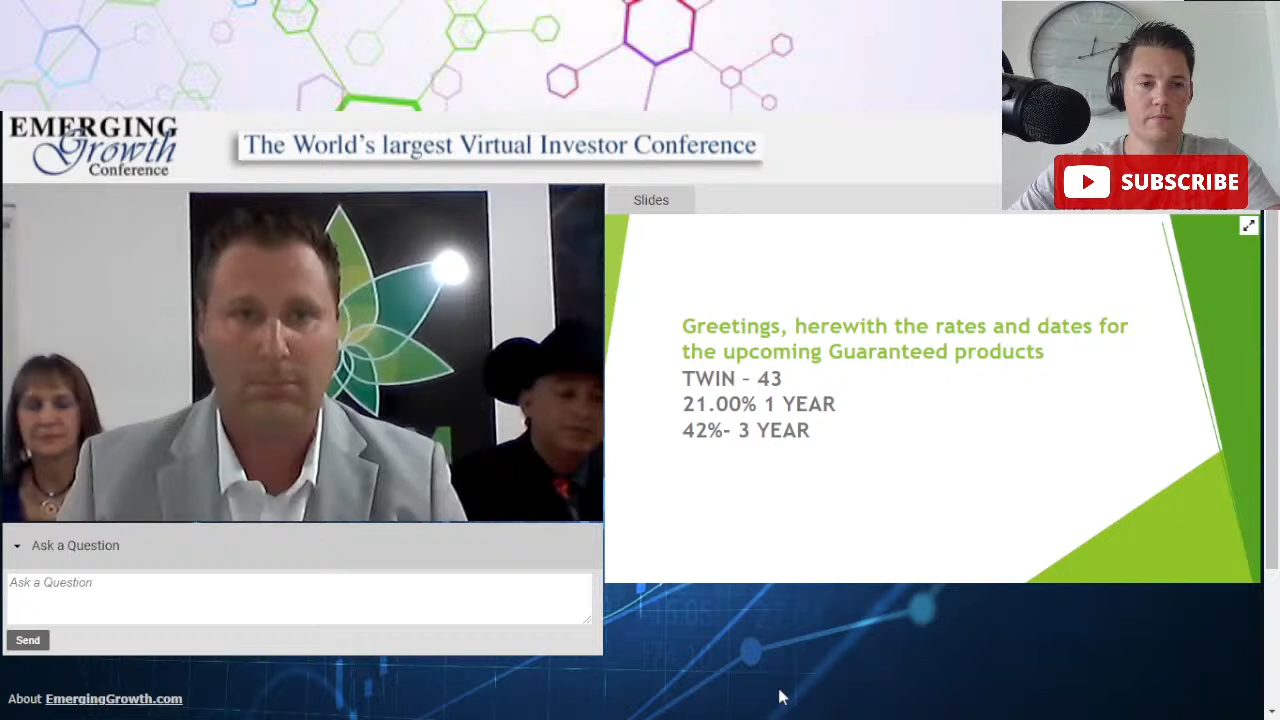 SUBSCRIBE
EMERGING
Growth
Conference
The World's largest Virtual Investor Conference
Slides
Greetings, herewith the rates and dates for
the upcoming Guaranteed products
TWIN – 43
21.00% 1 YEAR
42%- 3 YEAR
Ask a Question
Ask a Question
Send
About EmergingGrowth.com